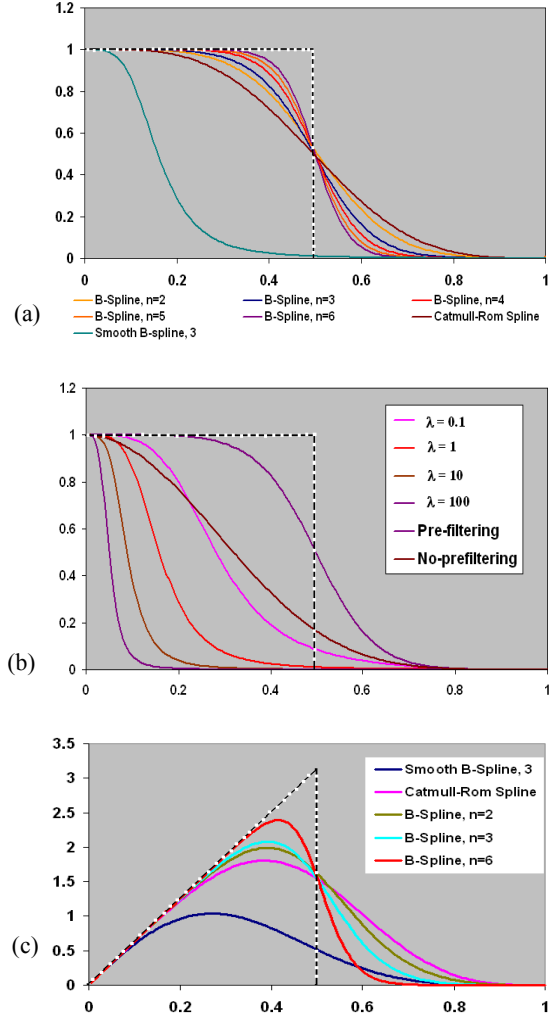 1.2
1
0.8
0.6
0.4
0.2
0
0 0.2 0.4 0.6 0.8 1
B-Spline, n=2 B-Spline, n=3 B-Spline, n=4
B-Spline, n=5 B-Spline, n=6 Catmull-Rom Spline
Smooth B-spline, 3
(a)
1.2
1
0.8
0.6
0.4
0.2
0
0 0.2 0.4 0.6 0.8 1
λ = 0.1
λ = 1
λ = 10
λ = 100
Pre-filtering
No-prefiltering
(b)
3.5
3
2.5
2
1.5
1
0.5
0
0 0.2 0.4 0.6 0.8 1
Smooth B-Spline, 3
Catmull-Rom Spline
B-Spline, n=2
B-Spline, n=3
B-Spline, n=6
(c)